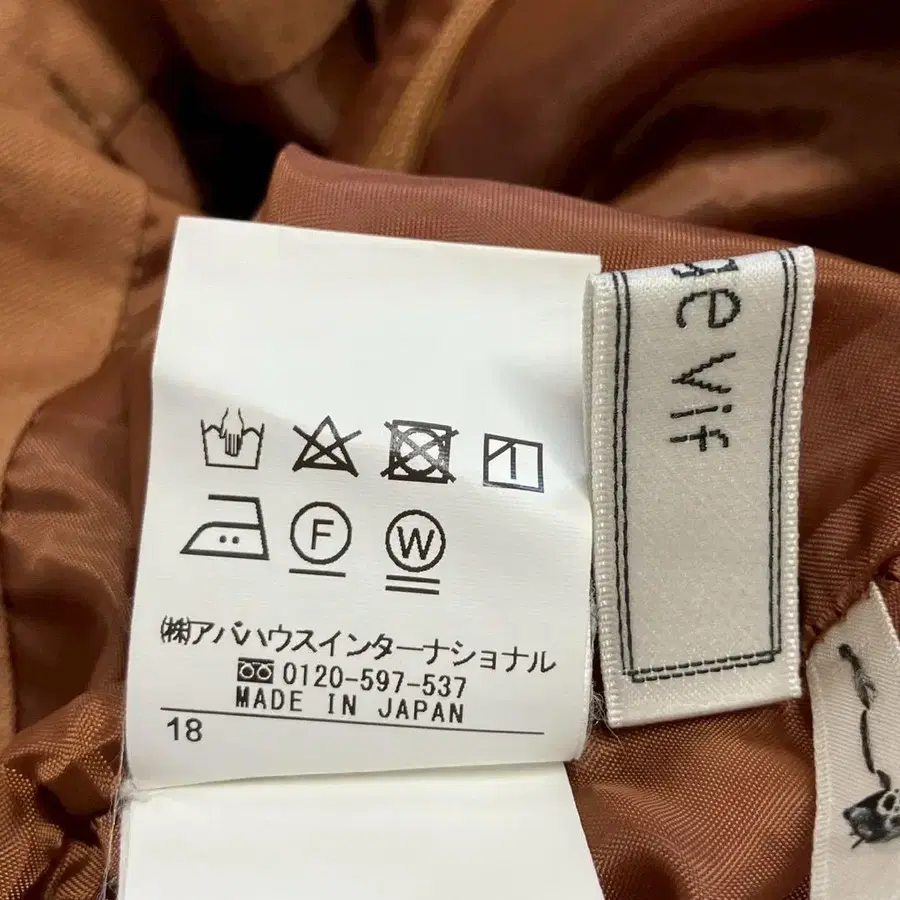 F W
(株)アバハウスインターナショナル
0120-597-537
MADE IN JAPAN
18
Vif